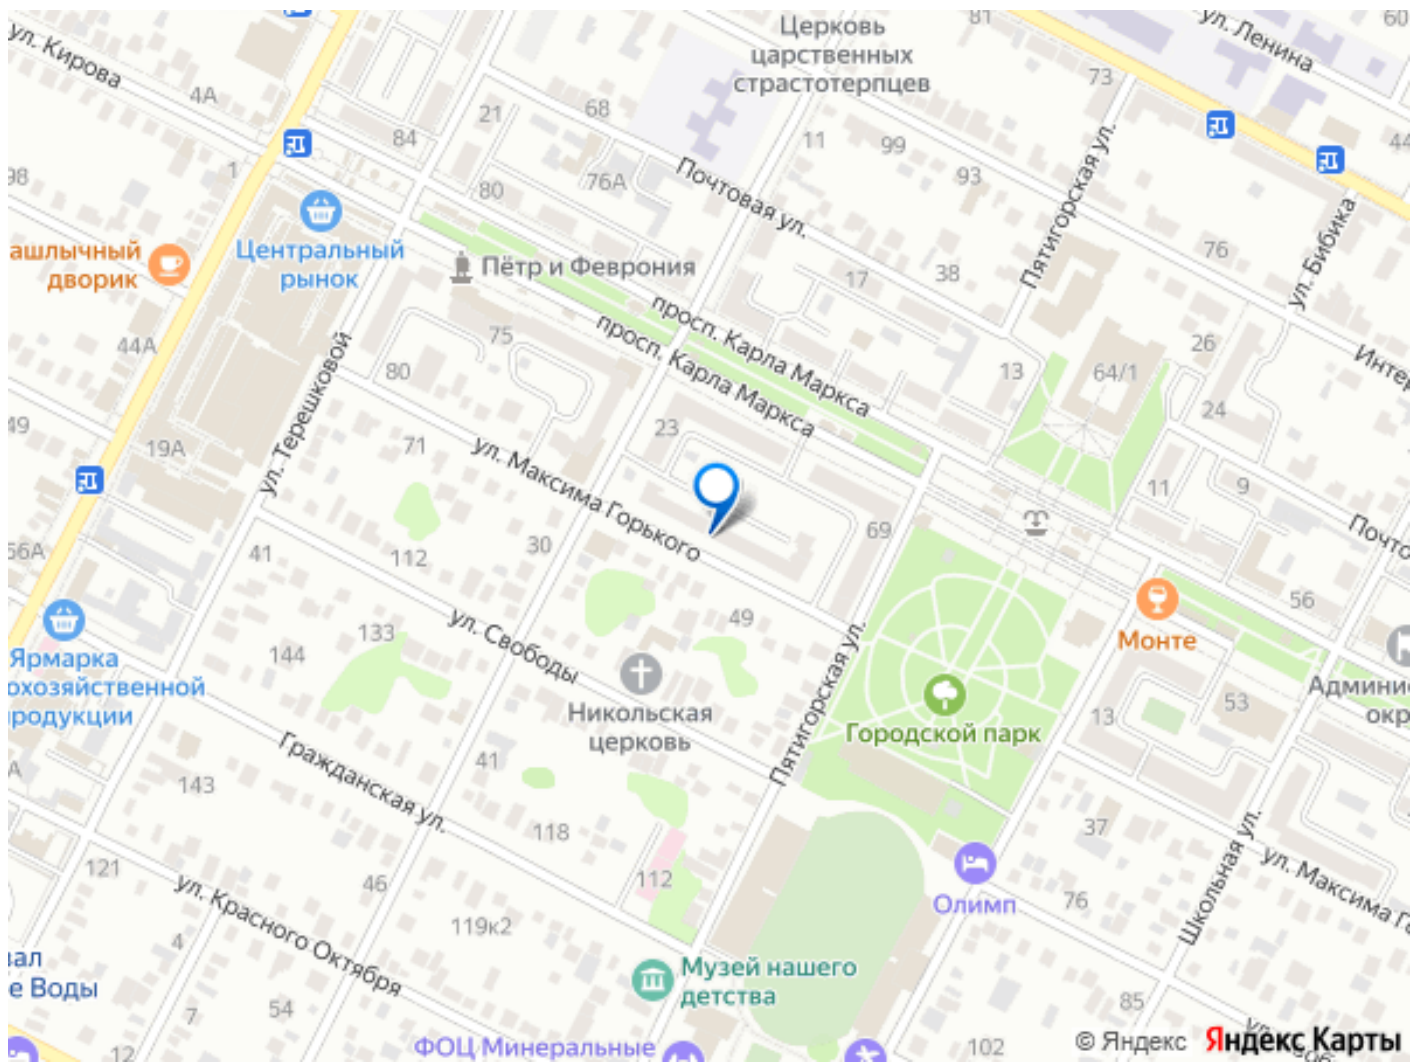 ул. Кирова
4А
84
21
68
Церковь
царственных
страстотерпцев
81
ул. Ленина
60
73
11
99
93
44
98
1
80
76А
Почтовая ул.
Пятигорская ул.
76
ул. Бибика
Центральный
рынок
ашлычный
дворик
Пётр и Феврония
17
38
44А
75
80
просп. Карла Маркса
просп. Карла Маркса
13
64/1
26
24
Интер
49
19А
ул. Терешковой
71
23
ул. Максима Горького
69
11
9
Почто
56А
41
112
30
133
144
ул. Свободы
49
Монте
56
Ярмарка
охозяйственной
родукции
Никольская
церковь
Пятигорская ул.
Городской парк
13
53
Админи
окр
А
143
Гражданская ул.
41
118
112
37
ул. Максима Го
121
46
119к2
Олимп
76
Школьная ул.
ул. Красного Октября
4
7
54
12
зал
е Воды
Музей нашего
детства
ФОЦ Минеральные
85
102
© Яндекс Яндекс Карты